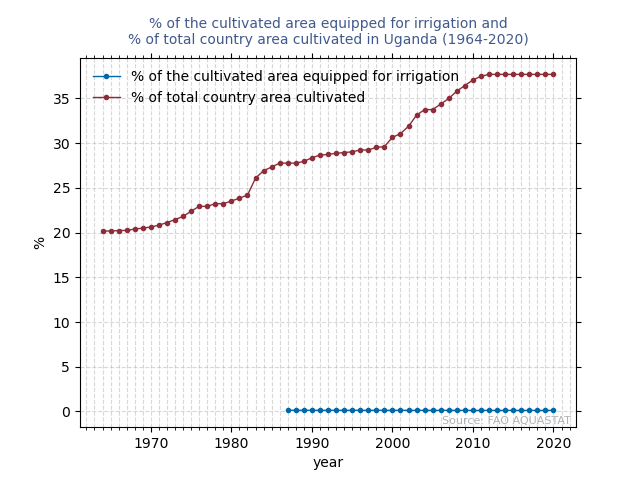 % of the cultivated area equipped for irrigation and
% of total country area cultivated in Uganda (1964-2020)
% of the cultivated area equipped for irrigation
% of total country area cultivated
35
30
25
20
15
10
5
0
%
Source: FAO AQUASTAT
1970 1980 1990 2000 2010 2020
year